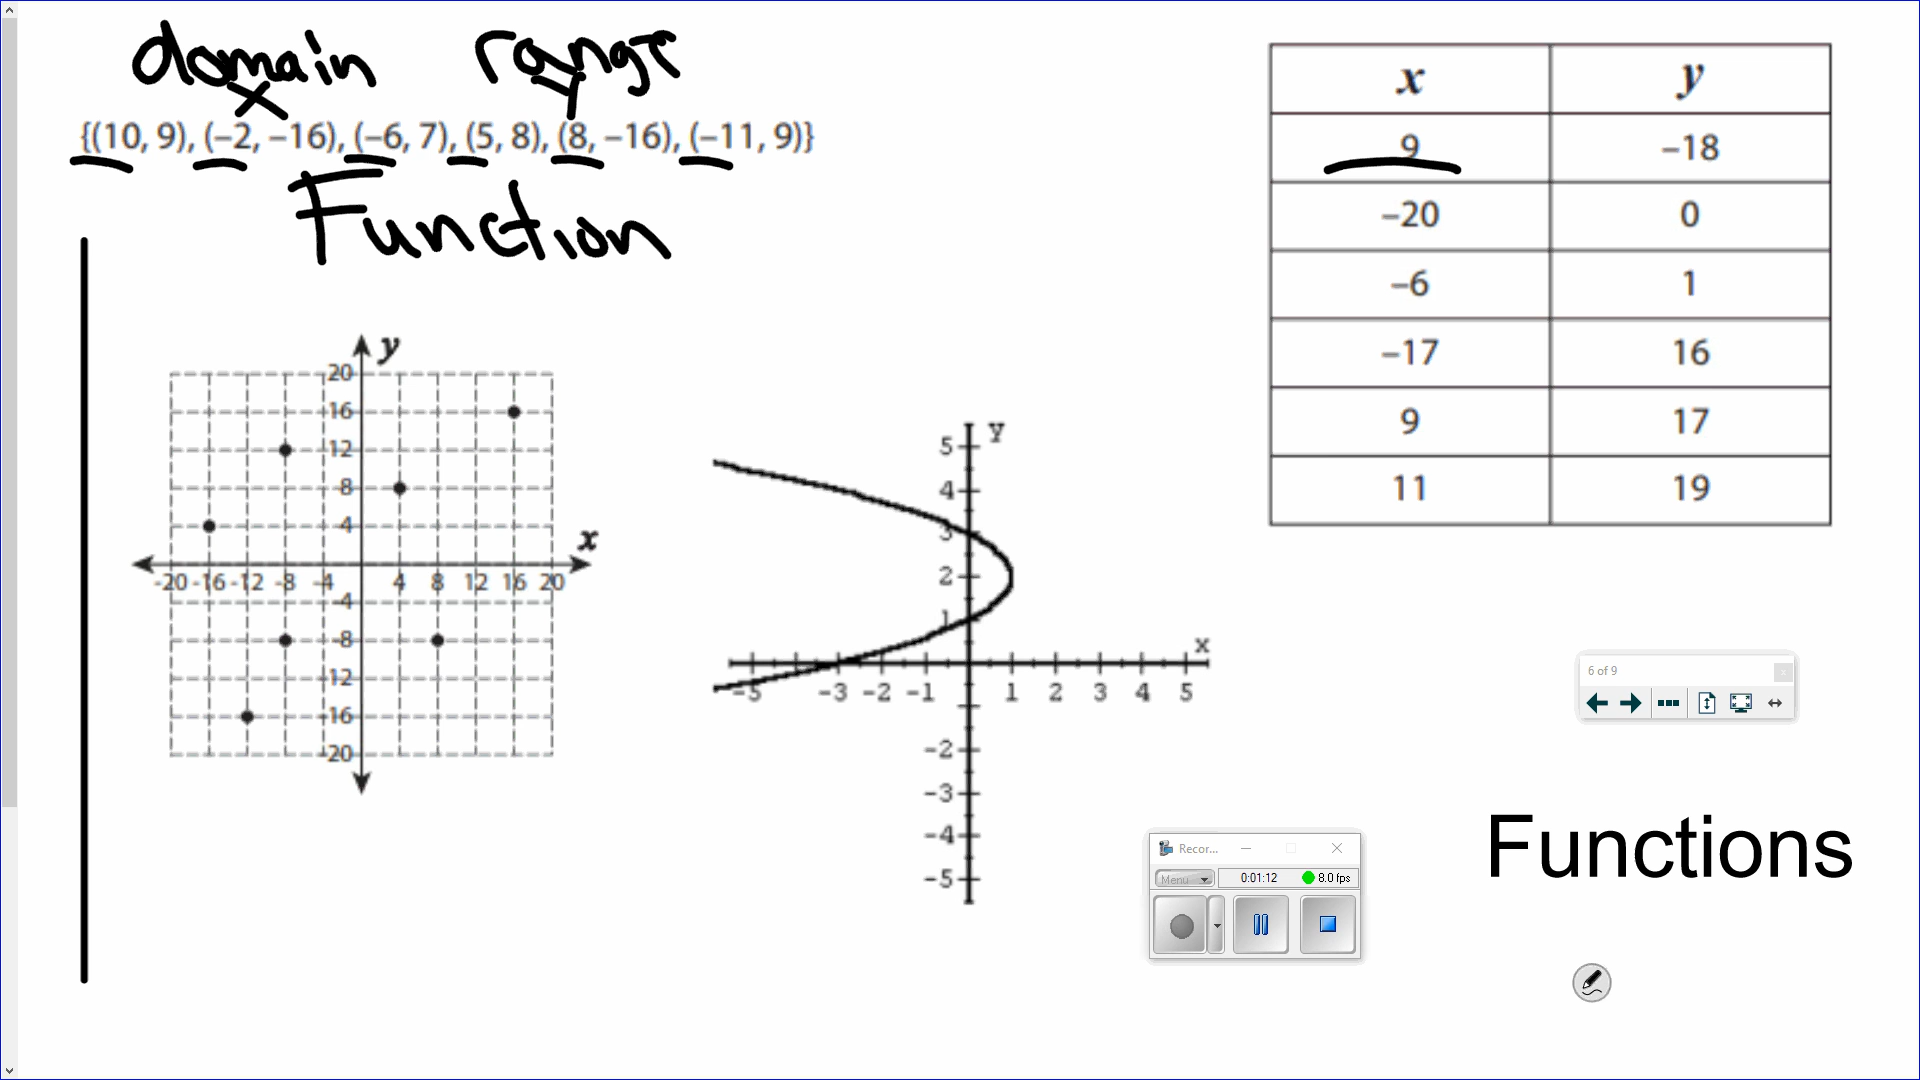 domain range
x y
{(10, 9), (–2, –16), (–6, 7), (5, 8), (8, –16), (–11, 9)}
Function
x y
9 –18
–20 0
–6 1
–17 16
9 17
11 19
y
20
16
12
8
4
x
-20 -16 -12 -8 -4 4 8 12 16 20
-4
-8
-12
-16
-20
y
5
4
3
2
1
x
-5 -3 -2 -1 1 2 3 4 5
-2
-3
-4
-5
6 of 9
Recor...
Menu 0:01:12 8.0 fps
Functions